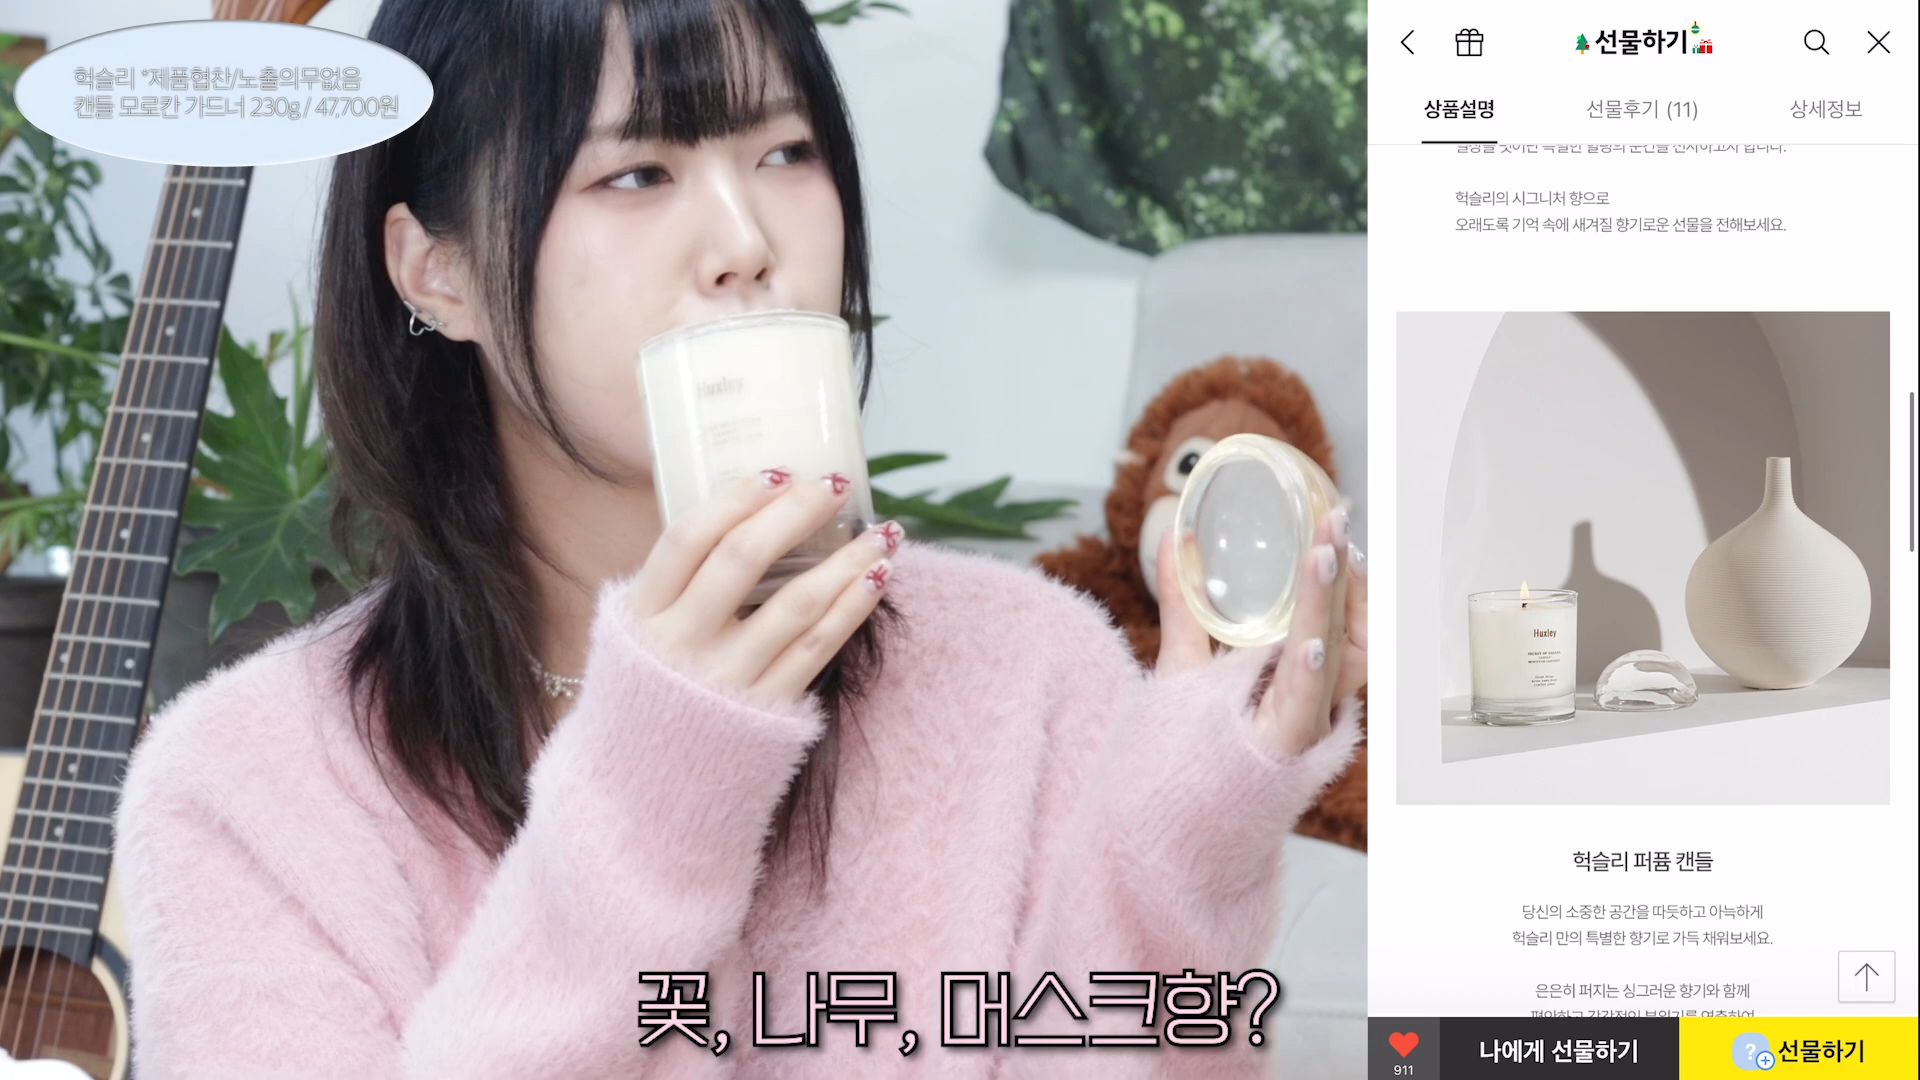 헉슬리 *제품협찬/노출의무없음
캔들 모로칸 가드너 230g / 47,700원
Huxley
꽃, 나무, 머스크향?
선물하기
상품설명
선물후기 (11)
상세정보
헉슬리의 시그니처 향으로
오래도록 기억 속에 새겨질 향기로운 선물을 전해보세요.
Huxley
헉슬리 퍼퓸 캔들
당신의 소중한 공간을 따듯하고 아늑하게
헉슬리 만의 특별한 향기로 가득 채워보세요.
은은히 퍼지는 싱그러운 향기와 함께
911
나에게 선물하기
선물하기